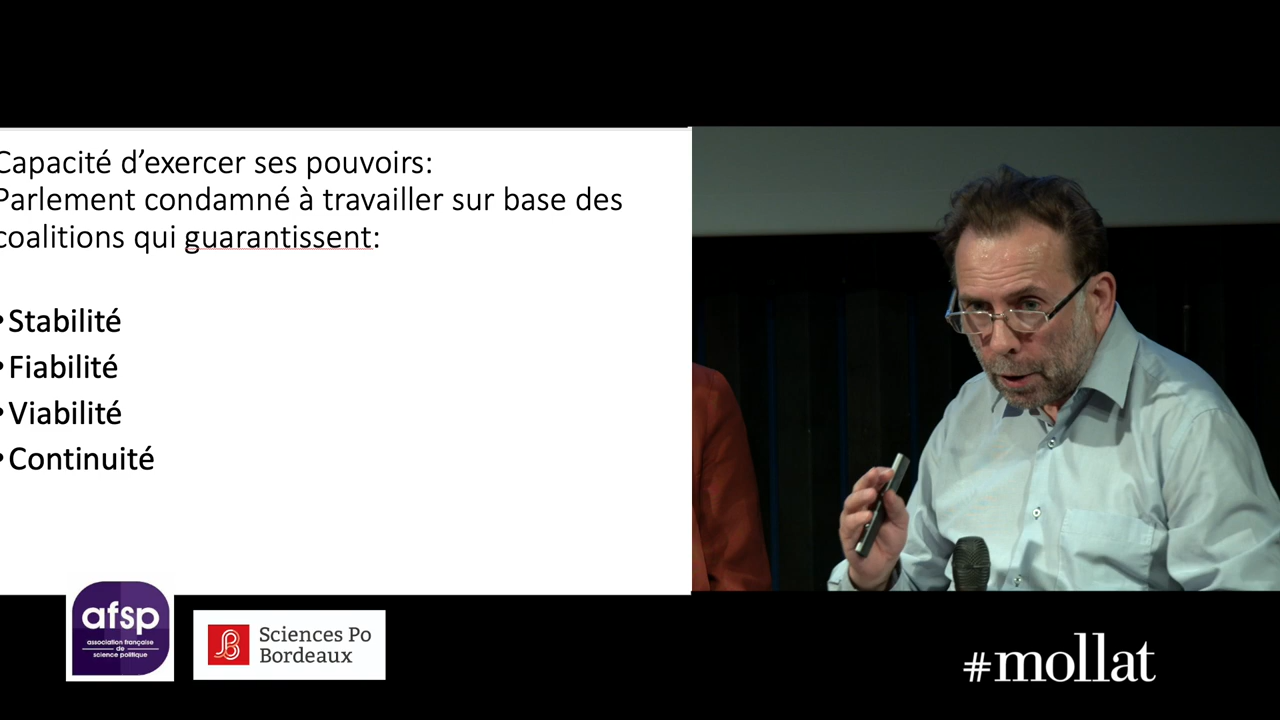 Capacité d'exercer ses pouvoirs:
Parlement condamné à travailler sur base des
coalitions qui guarantissent:
•Stabilité
•Fiabilité
•Viabilité
•Continuité
afsp
association française
de
science politique
Sciences Po
Bordeaux
#mollat